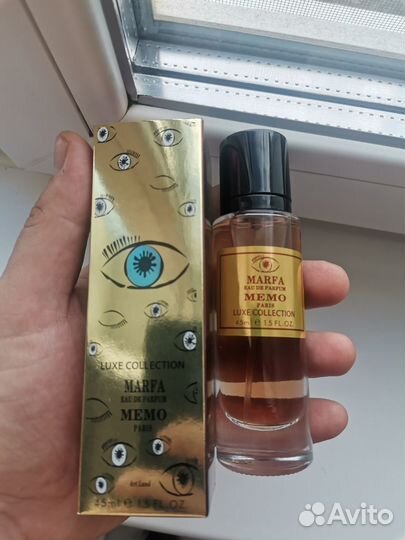 LUXE COLLECTION
MARFA
EAU DE PARFUM
MEMO
PARIS
45ml e 1.5 FL.OZ.
MARFA
EAU DE PARFUM
MEMO
PARIS
LUXE COLLECTION
45ml e 1.5 FL.OZ.
Avito